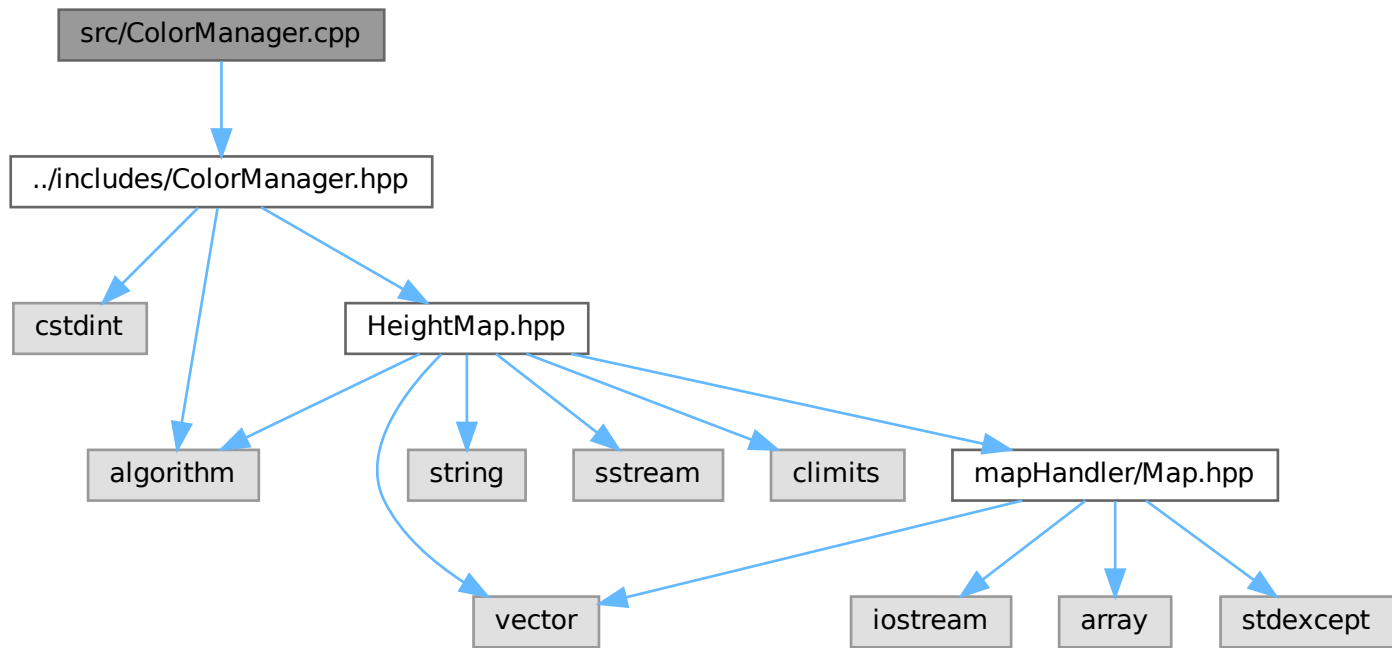 src/ColorManager.cpp
../includes/ColorManager.hpp
cstdint
HeightMap.hpp
algorithm
string
sstream
climits
mapHandler/Map.hpp
vector
iostream
array
stdexcept